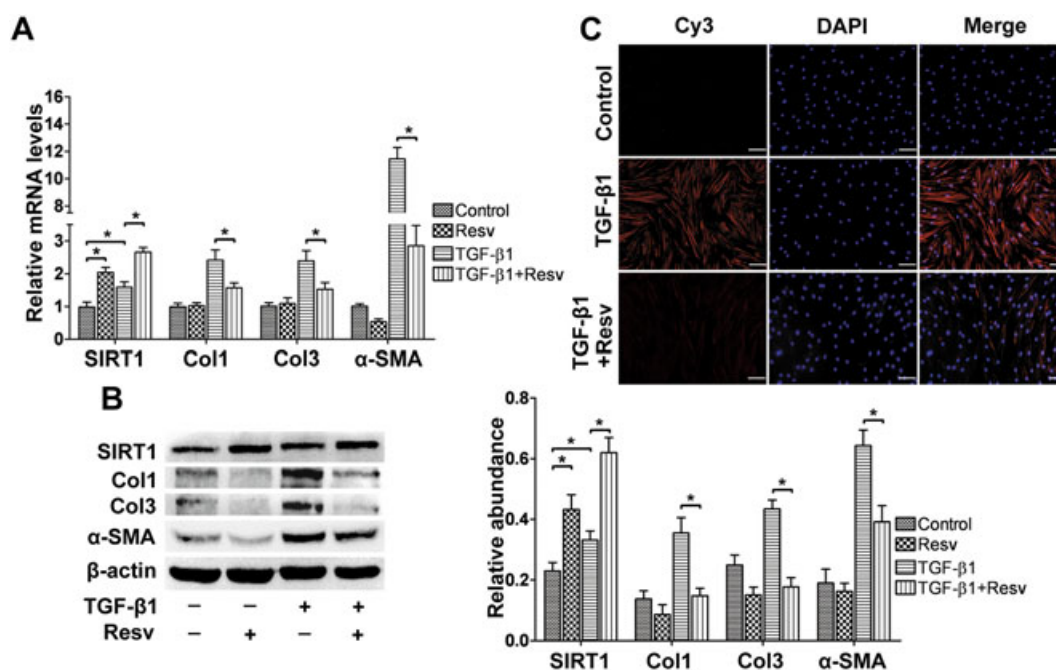 A
Relative mRNA levels
16
14
12
10
8
6
3
2
1
0
* * *
*
*
*
SIRT1 Col1 Col3 α-SMA
Control
Resv
TGF-β1
TGF-β1+Resv
C
Cy3 DAPI Merge
Control
TGF-β1
TGF-β1
+Resv
B
SIRT1
Col1
Col3
α-SMA
β-actin
TGF-β1 − − + +
Resv − + − +
Relative abundance
0.8
0.6
0.4
0.2
0.0
* * *
*
*
*
SIRT1 Col1 Col3 α-SMA
Control
Resv
TGF-β1
TGF-β1+Resv